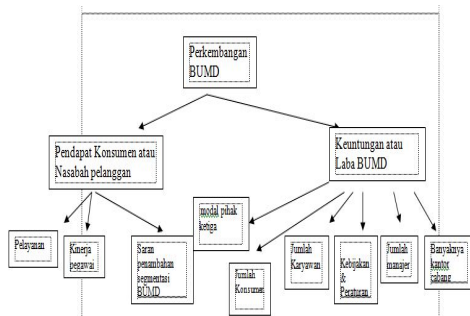 Perkembangan
BUMD
Pendapat Konsumen atau
Nasabah pelanggan
Keuntungan atau
Laba BUMD
Pelayanan
Kinerja
pegawai
Saran
penambahan
segmentasi
BUMD
modal pihak
ketiga
Jumlah
Konsumen
Jumlah
Karyawan
Kebijakan
& Peraturan
Jumlah
manajer
Banyaknya
kantor
cabang